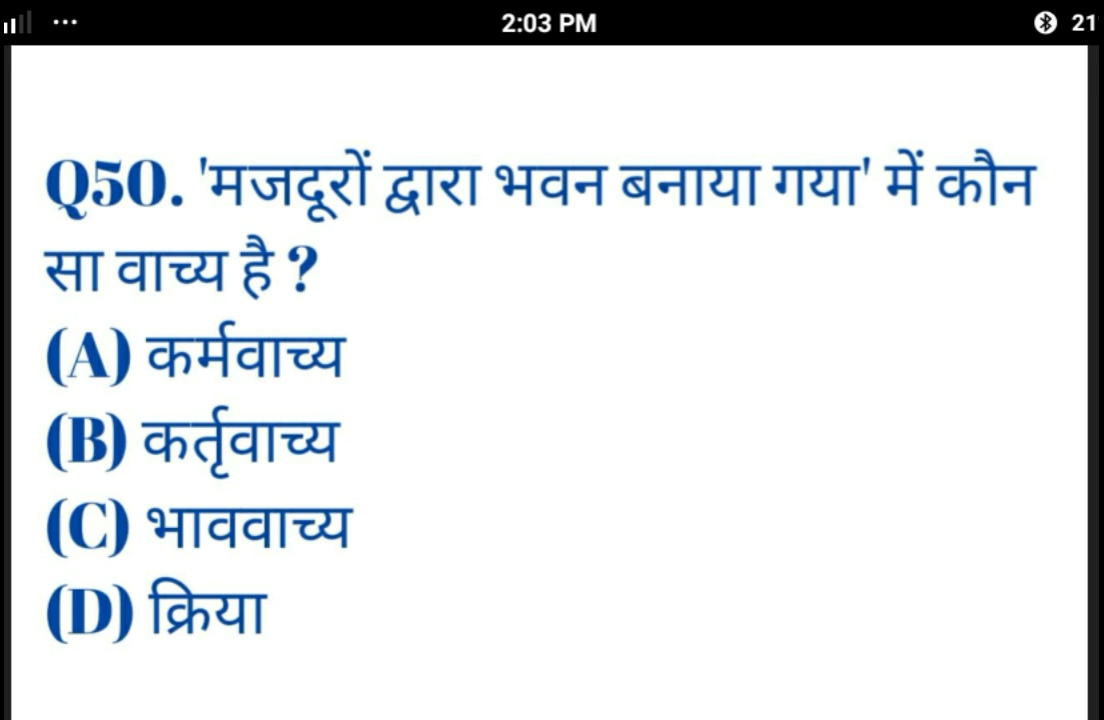 2:03 PM
21
Q50. 'मजदूरों द्वारा भवन बनाया गया' में कौन
सा वाच्य है ?
(A) कर्मवाच्य
(B) कर्तृवाच्य
(C) भाववाच्य
(D) क्रिया